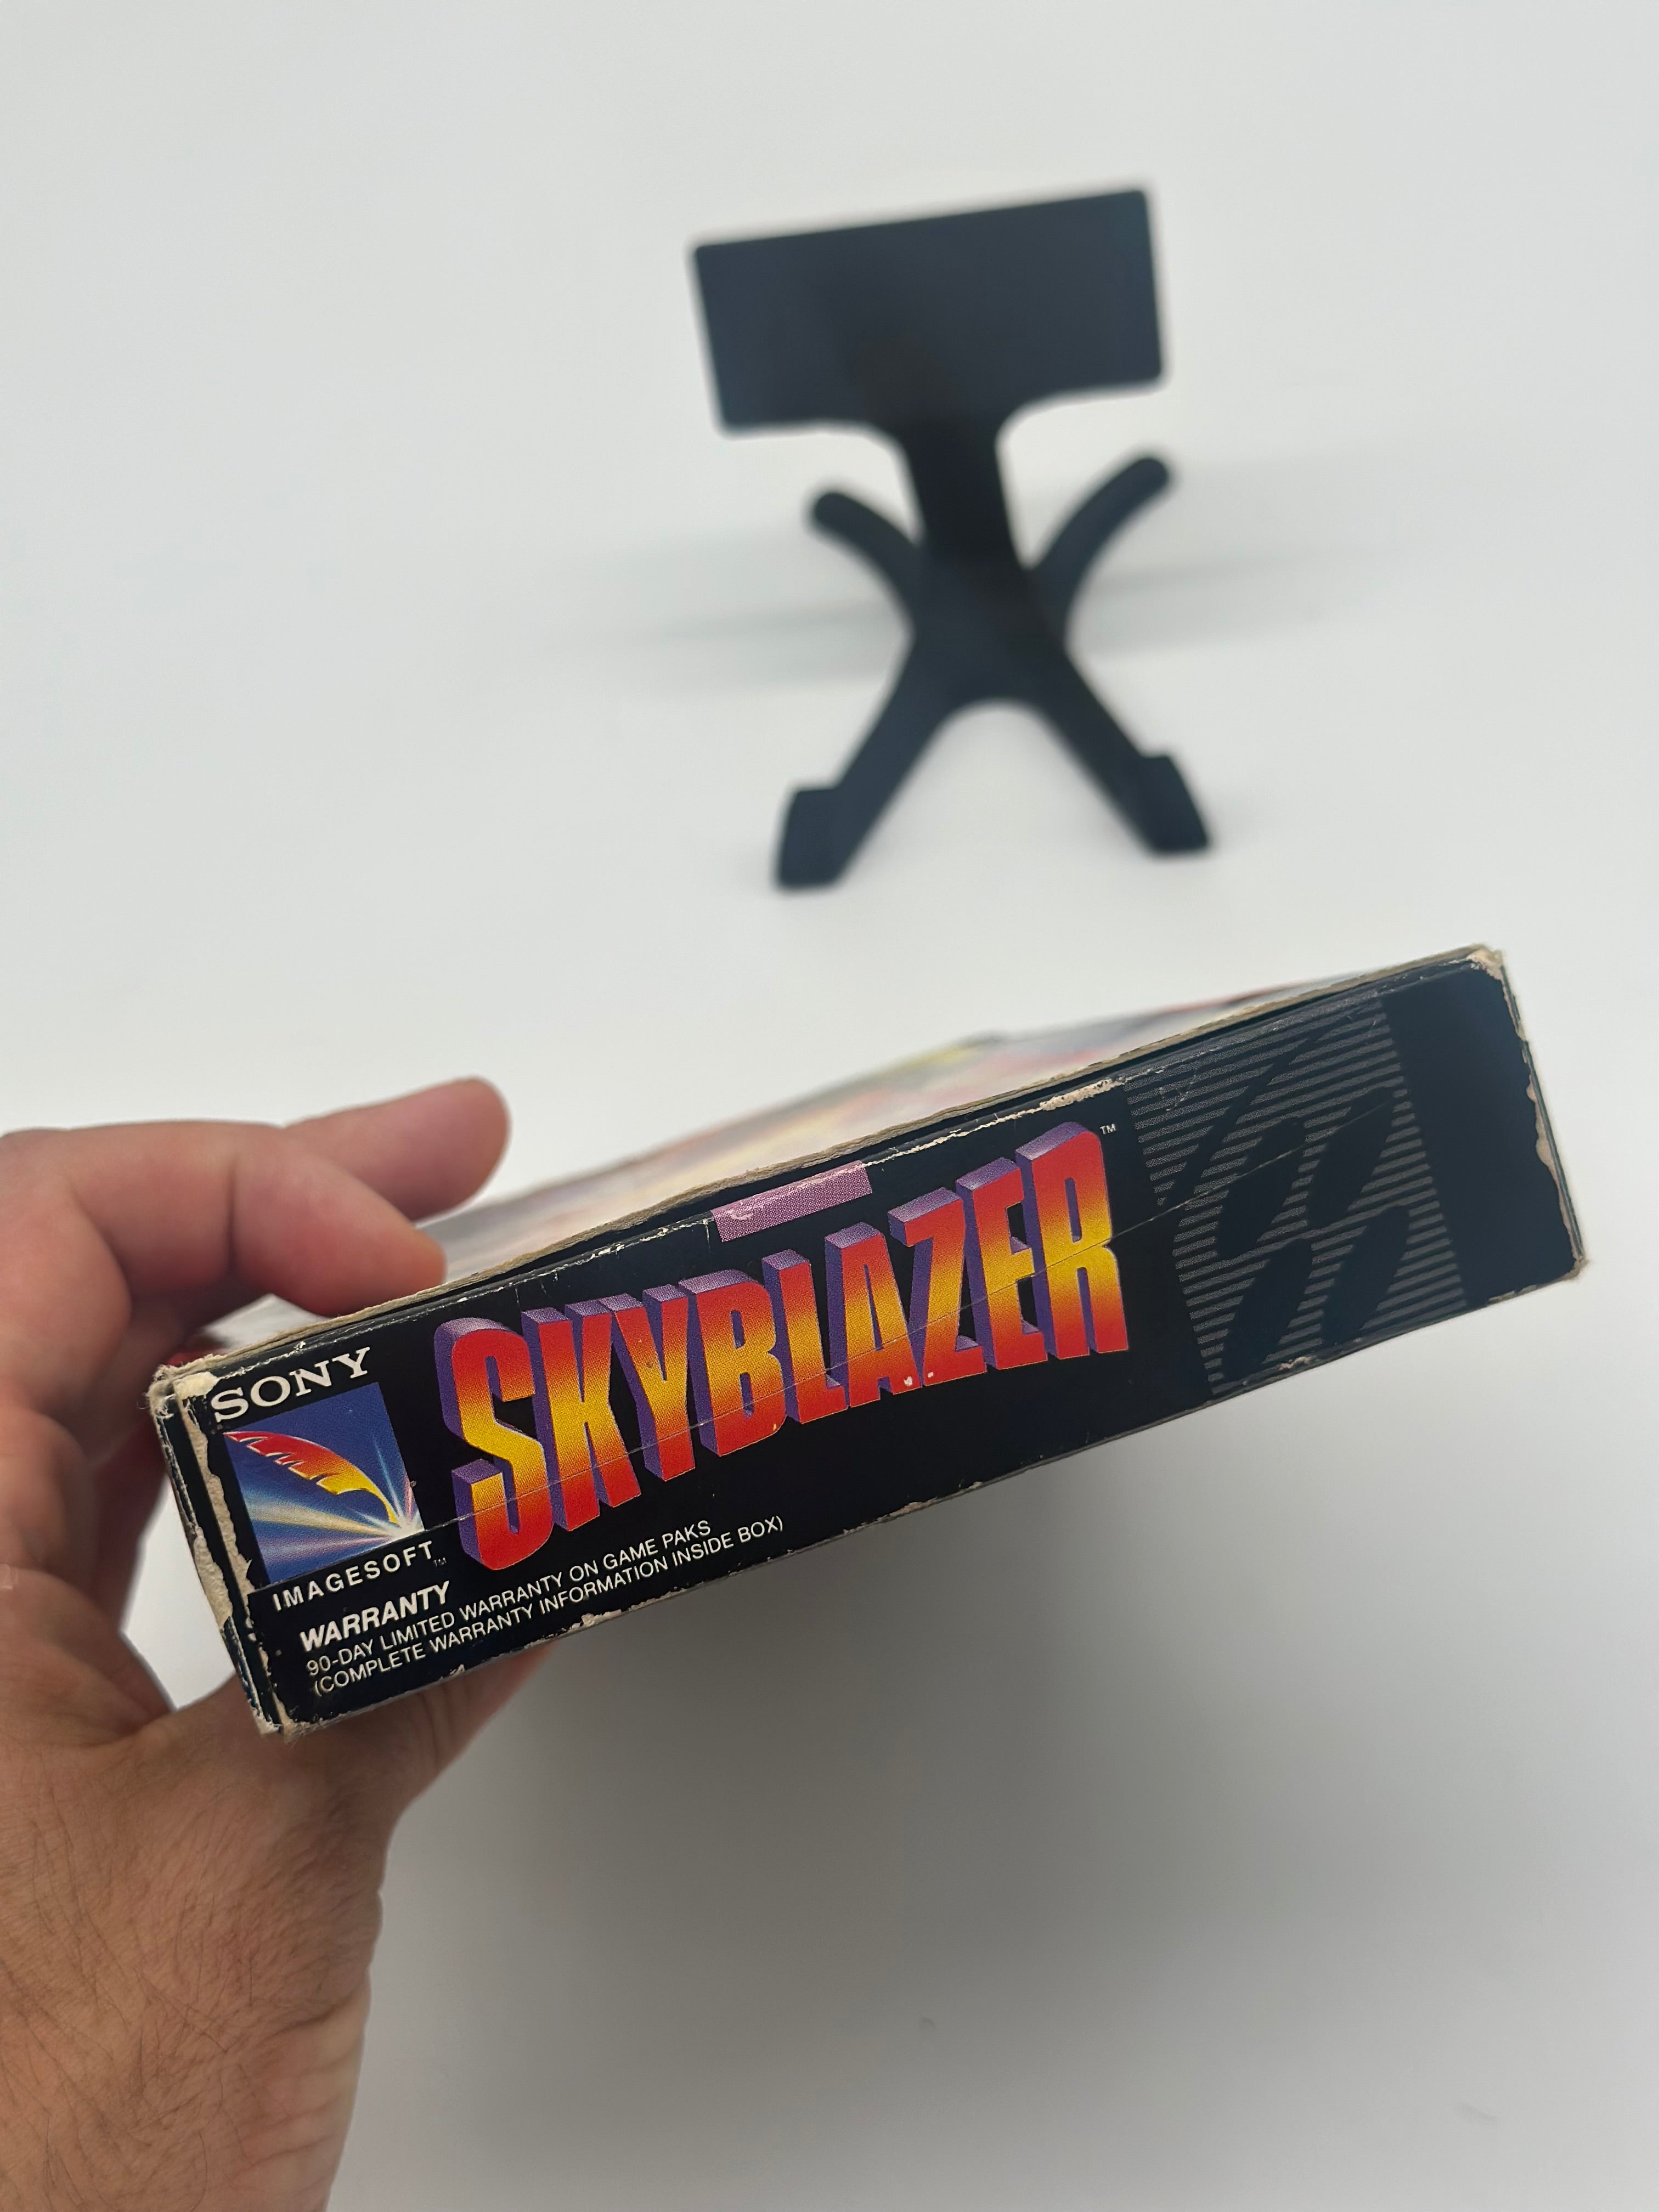 SONY
IMAGESOFT™
SKYBLAZER™
WARRANTY
90-DAY LIMITED WARRANTY ON GAME PAKS
(COMPLETE WARRANTY INFORMATION INSIDE BOX)